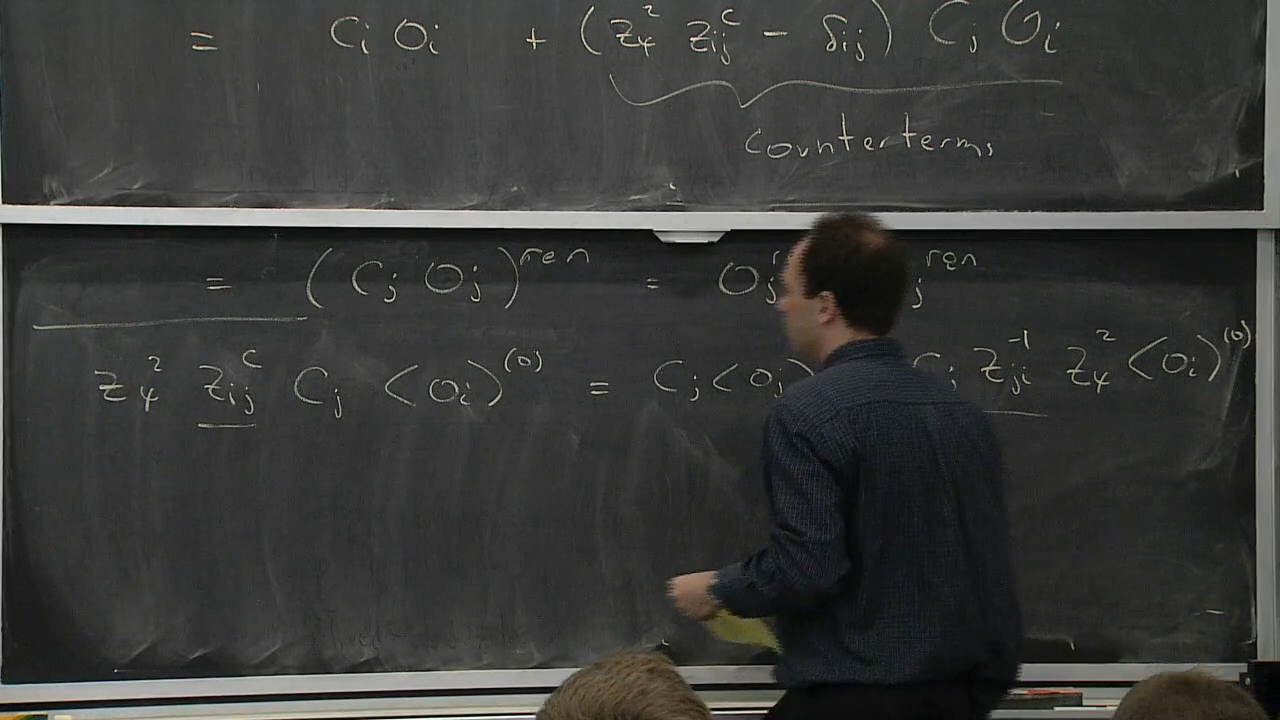 = C_i O_i + (Z_ψ^2 Z_ij^c - δ_ij) C_j O_i
counterterms
= (C_j O_j)^ren = O_j j^ren
Z_ψ^2 Z_ij^c C_j <O_i>^(0) = C_j <O_j> C_j Z_ji^-1 Z_ψ^2 <O_i>^(0)